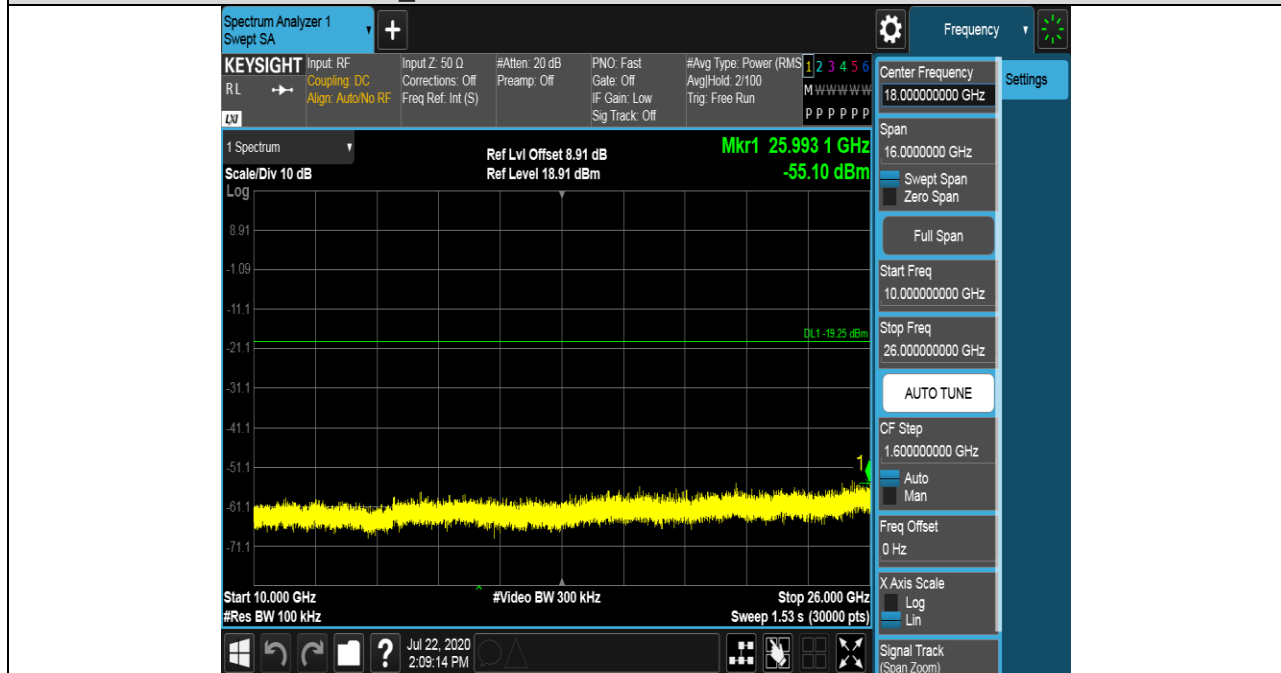 Spectrum Analyzer 1
Swept SA
+
Frequency
KEYSIGHT
RL
LXI
Input: RF
Coupling: DC
Align: Auto/No RF
Input Z: 50 Ω
Corrections: Off
Freq Ref: Int (S)
#Atten: 20 dB
Preamp: Off
PNO: Fast
Gate: Off
IF Gain: Low
Sig Track: Off
#Avg Type: Power (RMS
Avg|Hold: 2/100
Trig: Free Run
1 2 3 4 5 6
M W W W W W
P P P P P P
1 Spectrum
Scale/Div 10 dB
Ref Lvl Offset 8.91 dB
Ref Level 18.91 dBm
Mkr1 25.993 1 GHz
-55.10 dBm
Log
8.91
-1.09
-11.1
DL1 -19.25 dBm
-21.1
-31.1
-41.1
-51.1
1
-61.1
-71.1
Start 10.000 GHz
#Res BW 100 kHz
#Video BW 300 kHz
Stop 26.000 GHz
Sweep 1.53 s (30000 pts)
?
Jul 22, 2020
2:09:14 PM
Center Frequency
18.000000000 GHz
Settings
Span
16.0000000 GHz
Swept Span
Zero Span
Full Span
Start Freq
10.000000000 GHz
Stop Freq
26.000000000 GHz
AUTO TUNE
CF Step
1.600000000 GHz
Auto
Man
Freq Offset
0 Hz
X Axis Scale
Log
Lin
Signal Track
(Span Zoom)